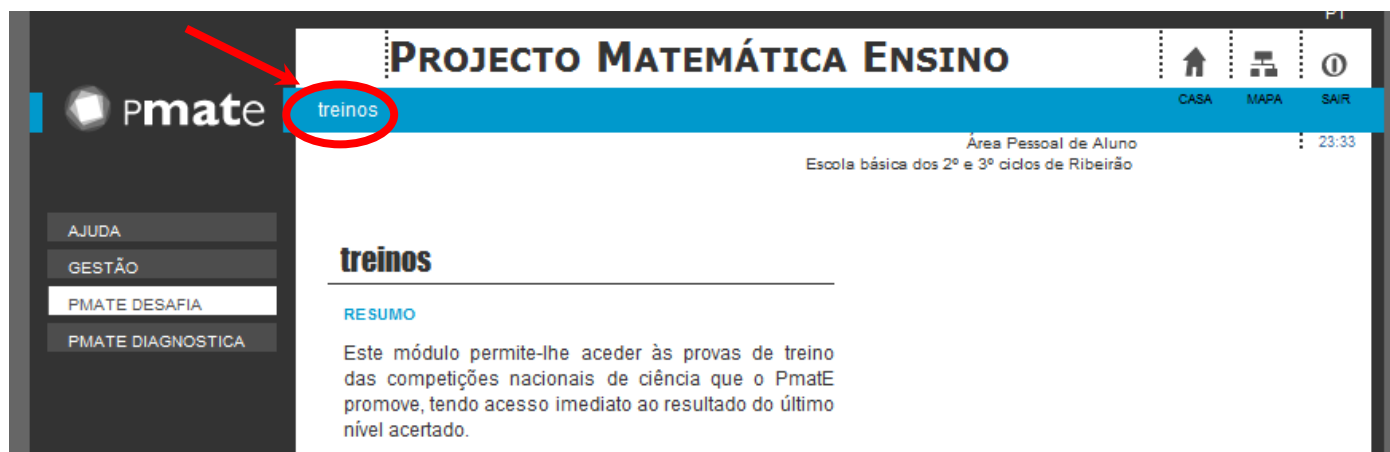 PT
PROJECTO MATEMÁTICA ENSINO
Pmate
treinos
CASA
MAPA
SAIR
Área Pessoal de Aluno
23:33
Escola básica dos 2º e 3º ciclos de Ribeirão
AJUDA
GESTÃO
PMATE DESAFIA
PMATE DIAGNOSTICA
treinos
RESUMO
Este módulo permite-lhe aceder às provas de treino
das competições nacionais de ciência que o PmatE
promove, tendo acesso imediato ao resultado do último
nível acertado.